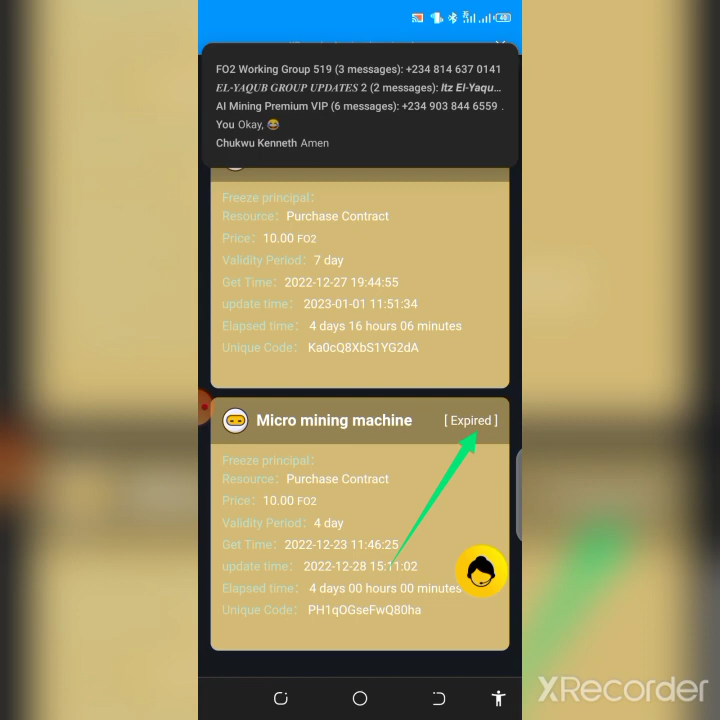 FO2 Working Group 519 (3 messages): +234 814 637 0141
EL-YAQUB GROUP UPDATES 2 (2 messages): Itz El-Yaqu...
AI Mining Premium VIP (6 messages): +234 903 844 6559 .
You Okay, 😂
Chukwu Kenneth Amen
Freeze principal:
Resource: Purchase Contract
Price: 10.00 FO2
Validity Period: 7 day
Get Time: 2022-12-27 19:44:55
update time: 2023-01-01 11:51:34
Elapsed time: 4 days 16 hours 06 minutes
Unique Code: Ka0cQ8XbS1YG2dA
Micro mining machine [ Expired ]
Freeze principal:
Resource: Purchase Contract
Price: 10.00 FO2
Validity Period: 4 day
Get Time: 2022-12-23 11:46:25
update time: 2022-12-28 15:11:02
Elapsed time: 4 days 00 hours 00 minutes
Unique Code: PH1qOGseFwQ80ha
XRecorder